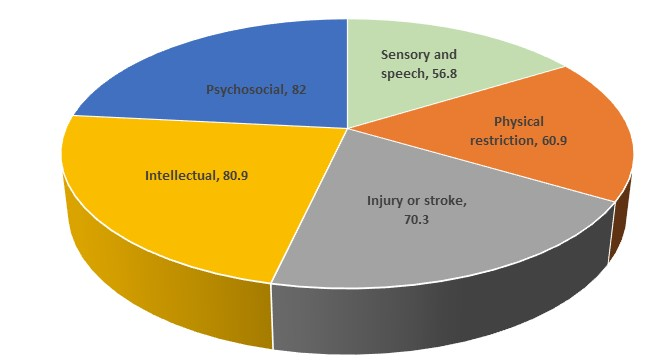 Sensory and
speech, 56.8
Psychosocial, 82
Physical
restriction, 60.9
Intellectual, 80.9
Injury or stroke,
70.3